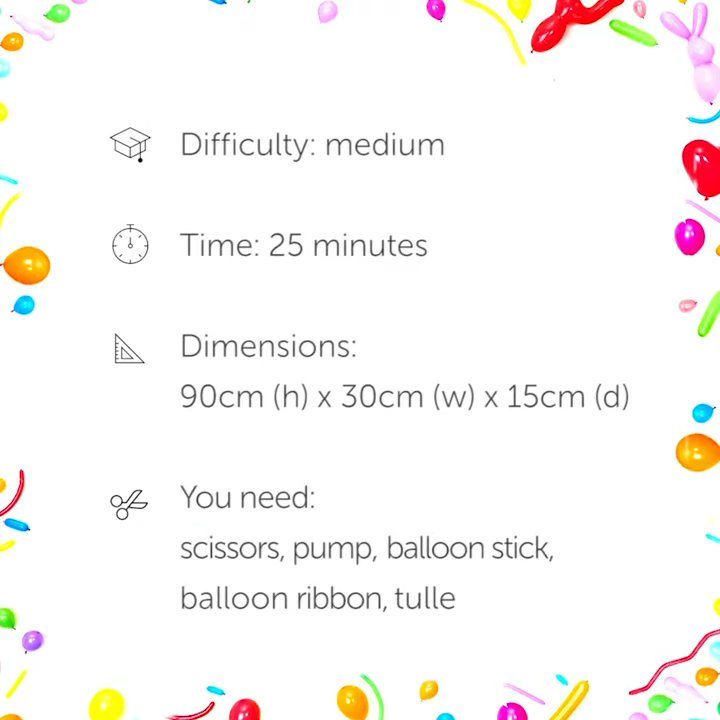 Difficulty: medium
Time: 25 minutes
Dimensions:
90cm (h) x 30cm (w) x 15cm (d)
You need:
scissors, pump, balloon stick,
balloon ribbon, tulle